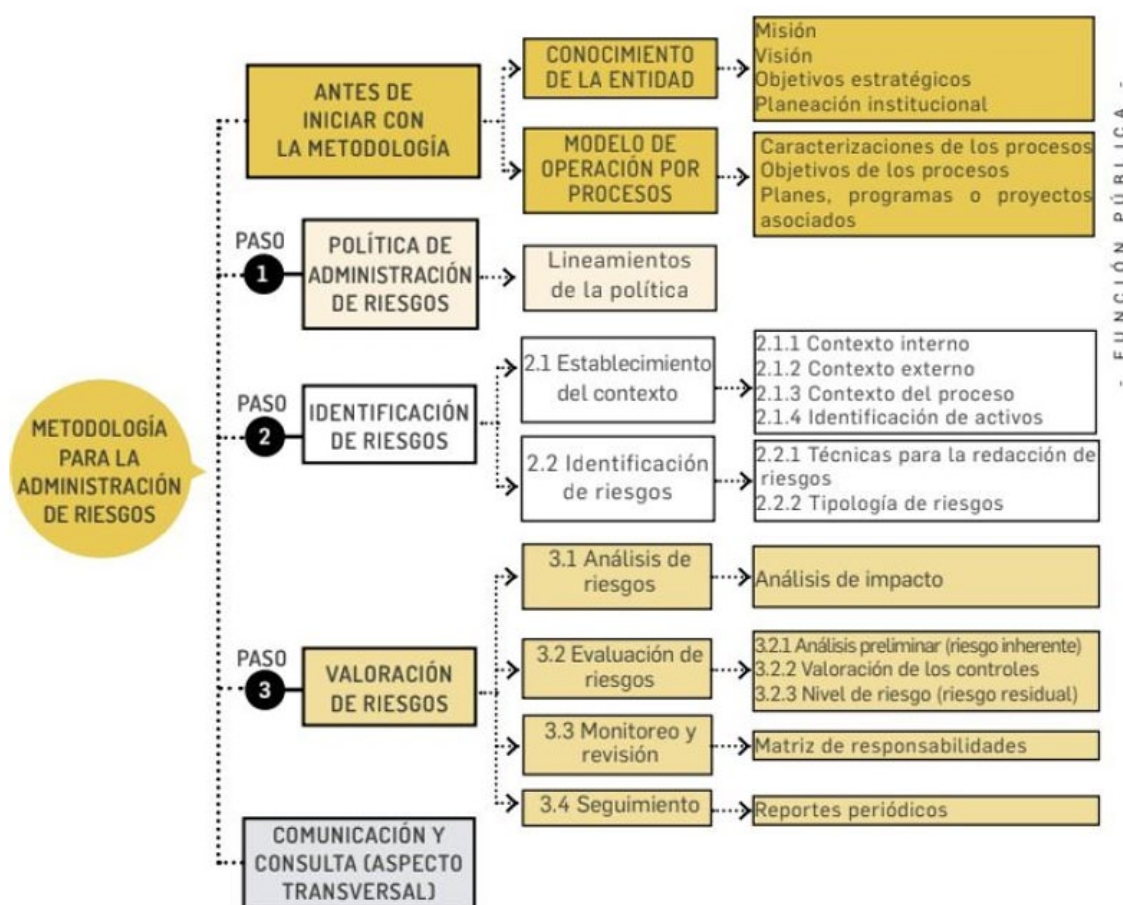 METODOLOGÍA
PARA LA
ADMINISTRACIÓN
DE RIESGOS
ANTES DE
INICIAR CON
LA METODOLOGÍA
CONOCIMIENTO
DE LA ENTIDAD
Misión
Visión
Objetivos estratégicos
Planeación institucional
MODELO DE
OPERACIÓN POR
PROCESOS
Caracterizaciones de los procesos
Objetivos de los procesos
Planes, programas o proyectos
asociados
PASO
1
POLÍTICA DE
ADMINISTRACIÓN
DE RIESGOS
Lineamientos
de la política
PASO
2
IDENTIFICACIÓN
DE RIESGOS
2.1 Establecimiento
del contexto
2.1.1 Contexto interno
2.1.2 Contexto externo
2.1.3 Contexto del proceso
2.1.4 Identificación de activos
2.2 Identificación
de riesgos
2.2.1 Técnicas para la redacción de
riesgos
2.2.2 Tipología de riesgos
PASO
3
VALORACIÓN
DE RIESGOS
3.1 Análisis de
riesgos
Análisis de impacto
3.2 Evaluación de
riesgos
3.2.1 Análisis preliminar (riesgo inherente)
3.2.2 Valoración de los controles
3.2.3 Nivel de riesgo (riesgo residual)
3.3 Monitoreo y
revisión
Matriz de responsabilidades
3.4 Seguimiento
Reportes periódicos
COMUNICACIÓN Y
CONSULTA (ASPECTO
TRANSVERSAL)
- FUNCIÓN PÚBLICA -